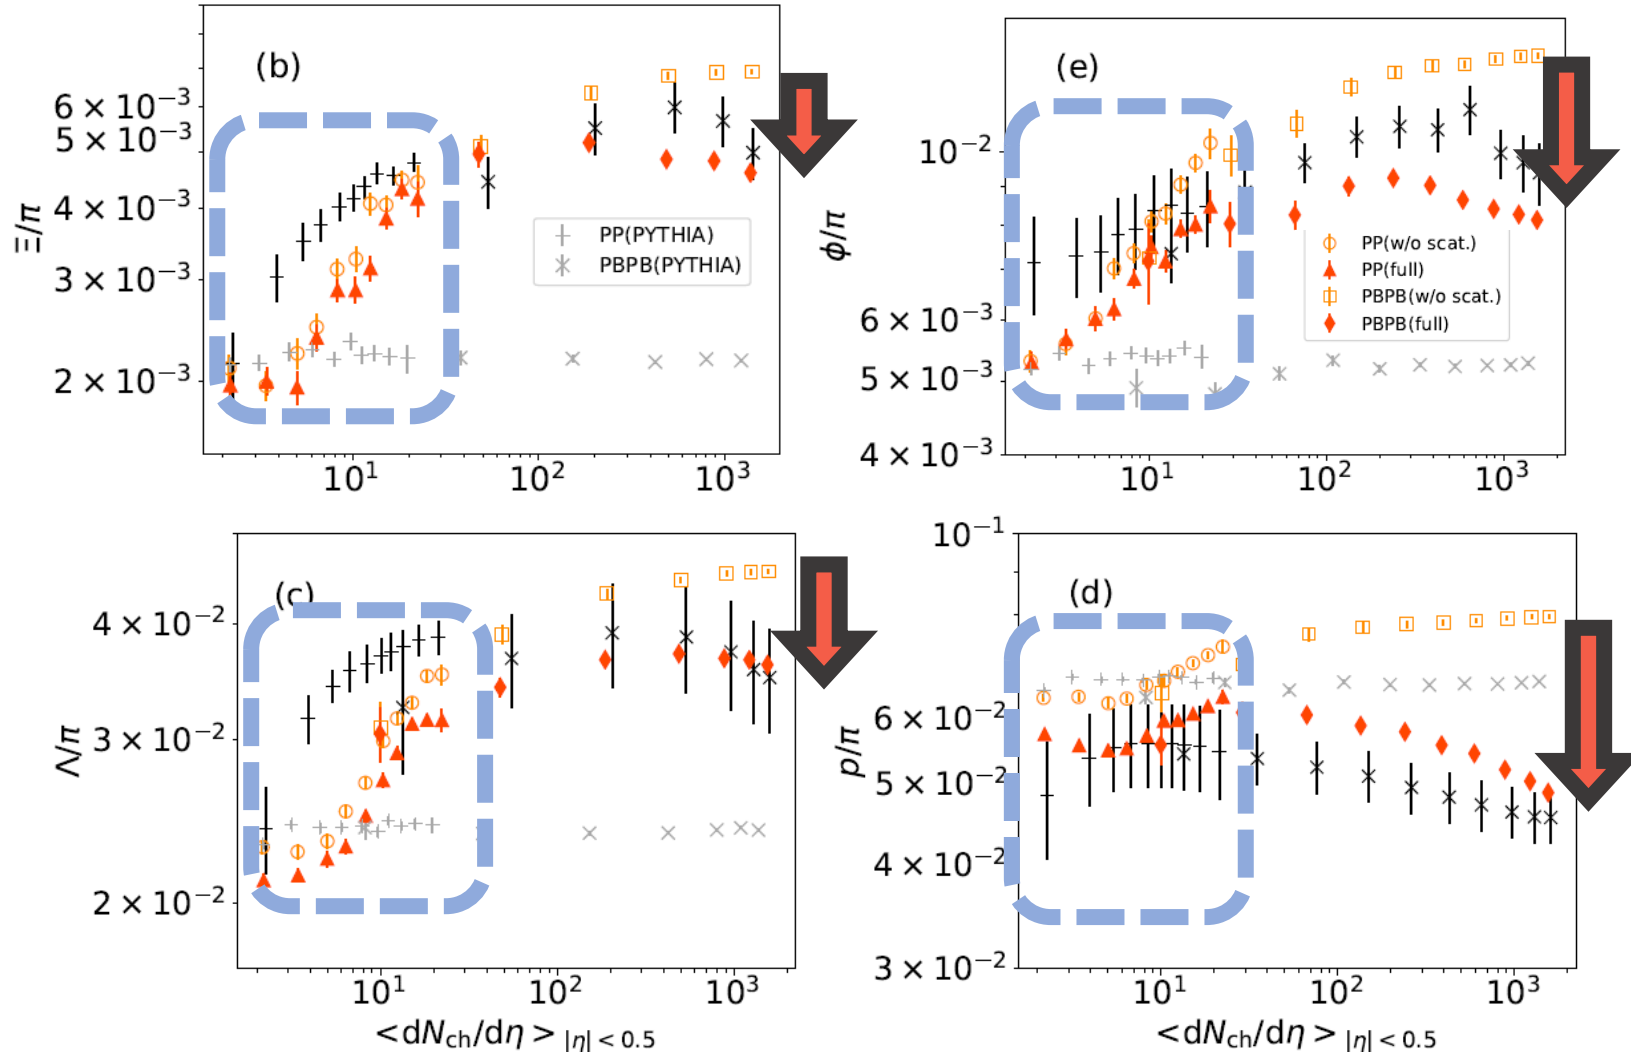 (b)
Ξ/π
6 × 10⁻³
5 × 10⁻³
4 × 10⁻³
3 × 10⁻³
2 × 10⁻³
PP(PYTHIA)
PBPB(PYTHIA)
10¹ 10² 10³
(e)
ϕ/π
10⁻²
6 × 10⁻³
5 × 10⁻³
4 × 10⁻³
PP(w/o scat.)
PP(full)
PBPB(w/o scat.)
PBPB(full)
10¹ 10² 10³
(c)
Λ/π
4 × 10⁻²
3 × 10⁻²
2 × 10⁻²
10¹ 10² 10³
<dN_ch/dη>_|η|<0.5
(d)
p/π
10⁻¹
6 × 10⁻²
5 × 10⁻²
4 × 10⁻²
3 × 10⁻²
10¹ 10² 10³
<dN_ch/dη>_|η|<0.5